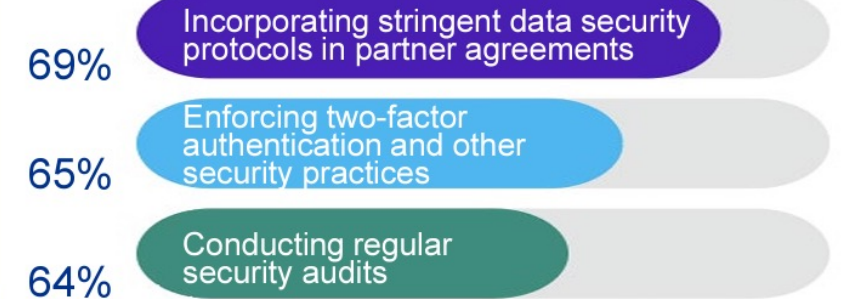 Incorporating stringent data security
protocols in partner agreements
69%
Enforcing two-factor
authentication and other
security practices
65%
Conducting regular
security audits
64%